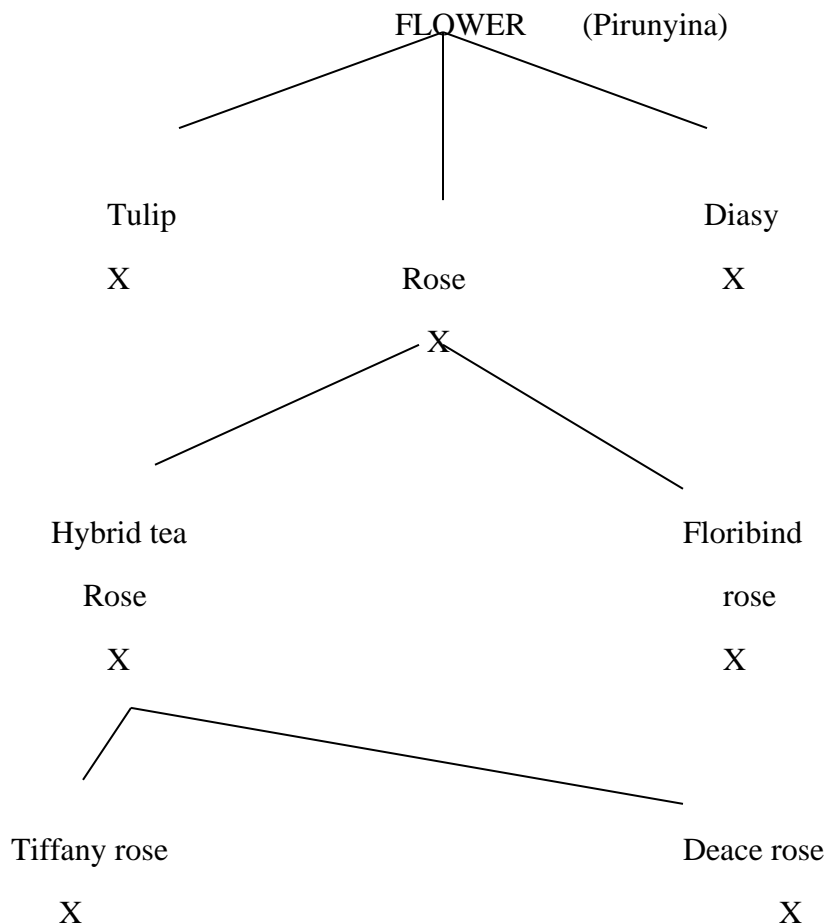 FLOWER (Pirunyina)
Tulip Diasy
X Rose X
X
Hybrid tea Floribind
Rose rose
X X
Tiffany rose Deace rose
X X